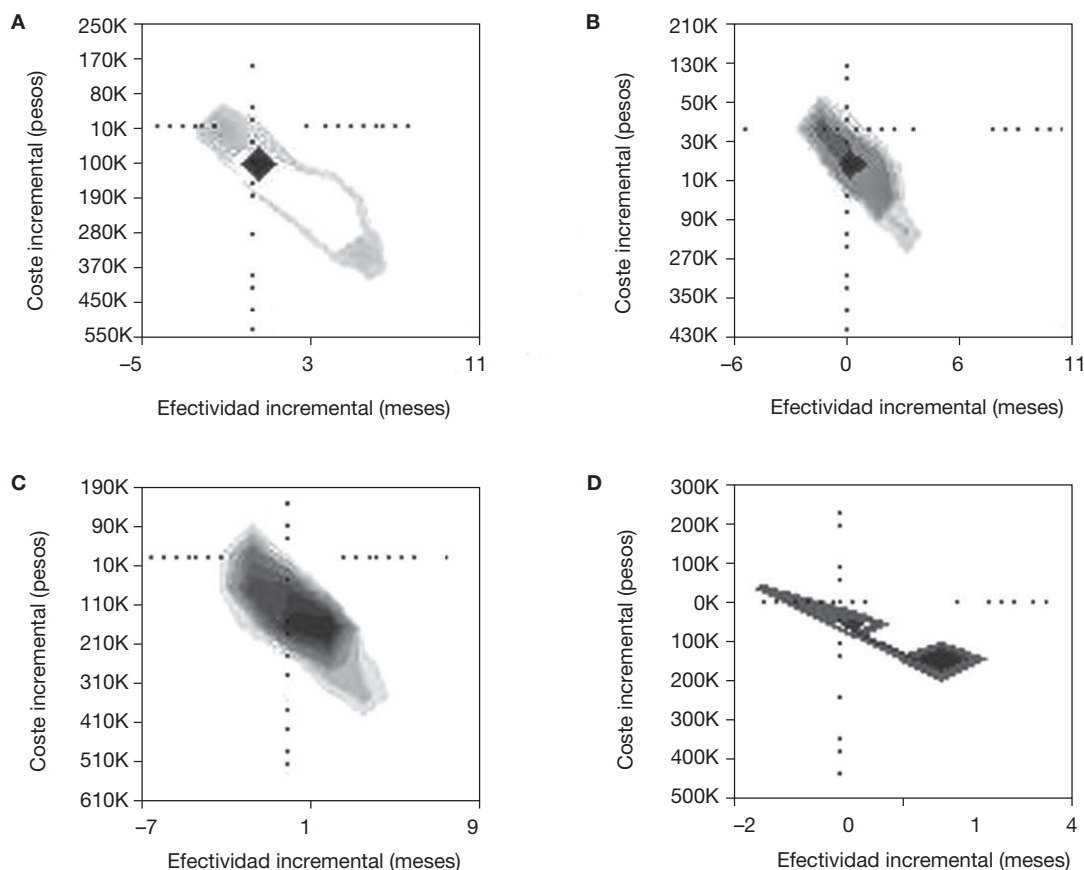 A
Coste incremental (pesos)
250K
170K
80K
10K
100K
190K
280K
370K
450K
550K
–5
3
11
Efectividad incremental (meses)
B
Coste incremental (pesos)
210K
130K
50K
30K
10K
90K
270K
350K
430K
–6
0
6
11
Efectividad incremental (meses)
C
Coste incremental (pesos)
190K
90K
10K
110K
210K
310K
410K
510K
610K
–7
1
9
Efectividad incremental (meses)
D
Coste incremental (pesos)
300K
200K
100K
0K
100K
200K
300K
400K
500K
–2
0
1
4
Efectividad incremental (meses)